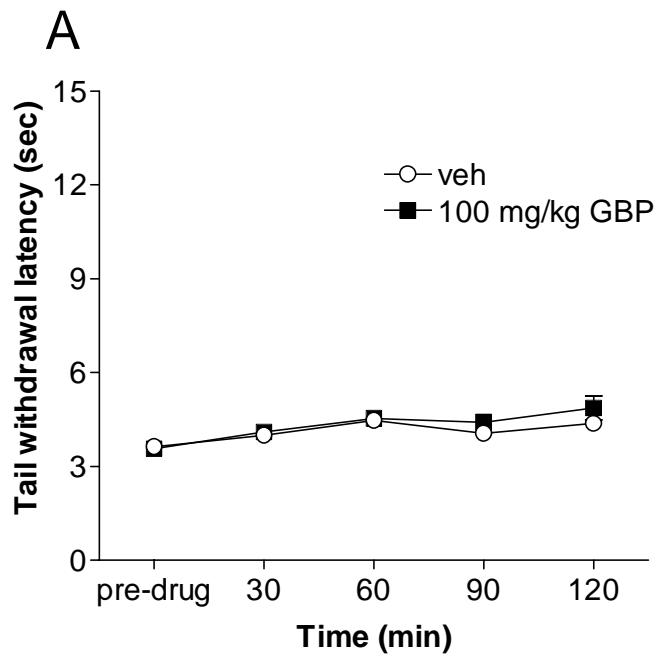 A
Tail withdrawal latency (sec)
15
12
9
6
3
0
veh
100 mg/kg GBP
pre-drug 30 60 90 120
Time (min)